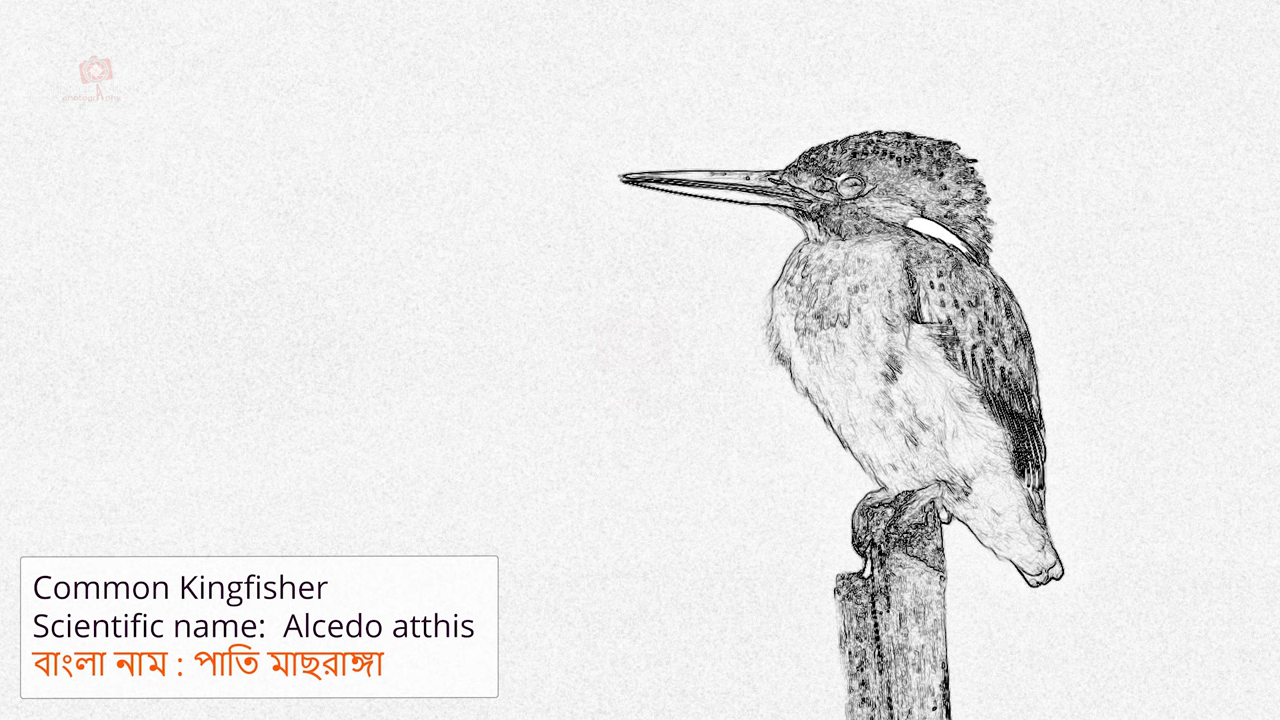 Common Kingfisher
Scientific name:  Alcedo atthis
বাংলা নাম : পাতি মাছরাঙ্গা